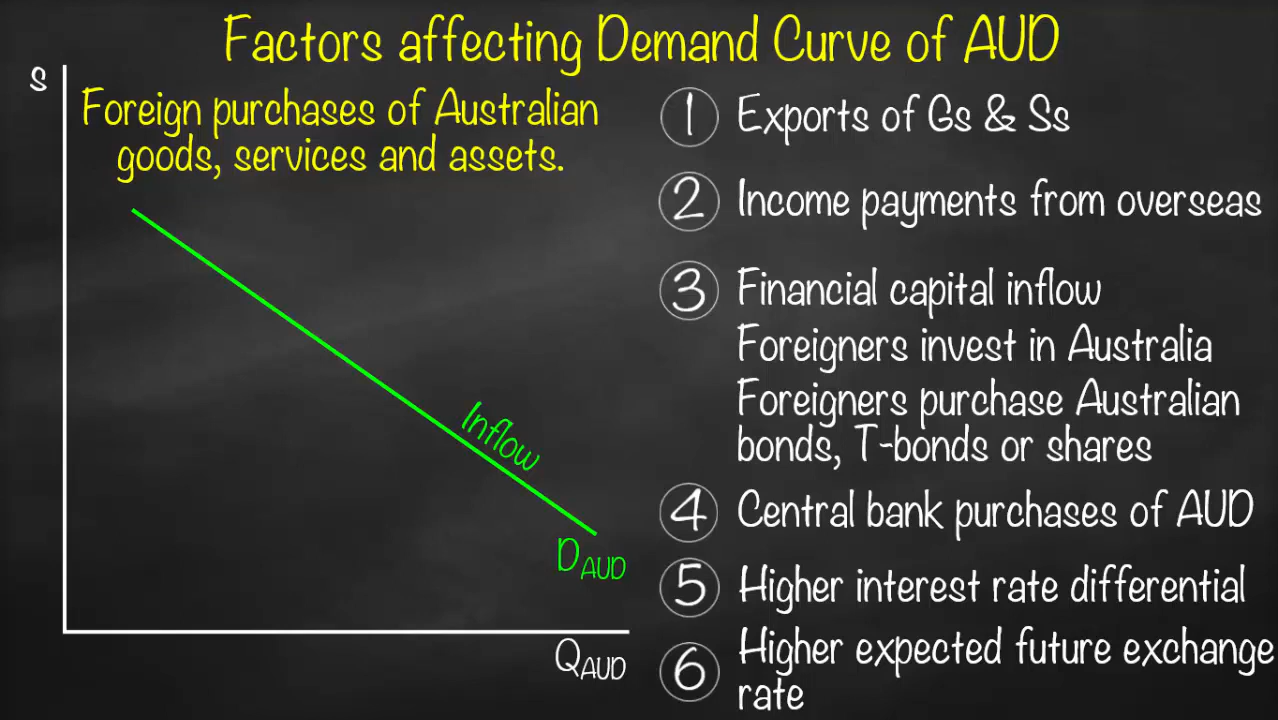 Factors affecting Demand Curve of AUD
S
Foreign purchases of Australian
goods, services and assets.
Inflow
D AUD
Q AUD
1 Exports of Gs & Ss
2 Income payments from overseas
3 Financial capital inflow
Foreigners invest in Australia
Foreigners purchase Australian
bonds, T-bonds or shares
4 Central bank purchases of AUD
5 Higher interest rate differential
6 Higher expected future exchange
rate